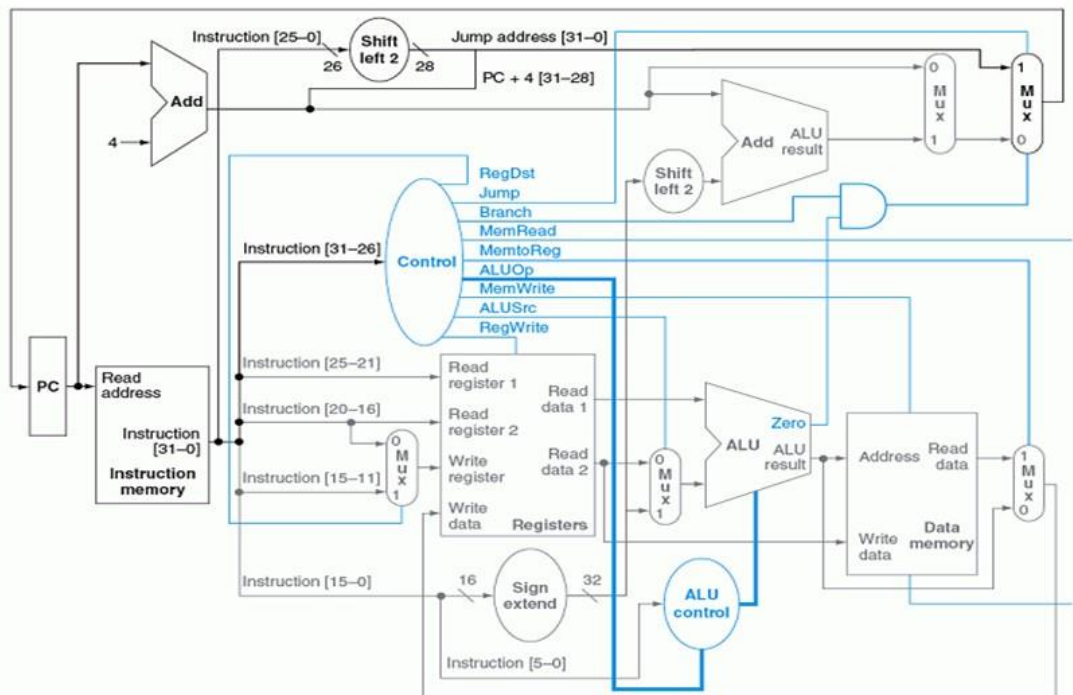 Instruction [25–0]
Shift
left 2
Jump address [31–0]
26
28
PC + 4 [31–28]
Add
4
0
M
u
x
1
1
M
u
x
0
Add
ALU
result
Shift
left 2
RegDst
Jump
Branch
MemRead
MemtoReg
ALUOp
MemWrite
ALUSrc
RegWrite
Instruction [31–26]
Control
PC
Read
address
Instruction
[31–0]
Instruction
memory
Instruction [25–21]
Instruction [20–16]
Instruction [15–11]
0
M
u
x
1
Read
register 1
Read
register 2
Write
register
Write
data
Read
data 1
Read
data 2
Registers
0
M
u
x
1
Zero
ALU
ALU
result
Address
Read
data
Write
data
Data
memory
1
M
u
x
0
Instruction [15–0]
16
Sign
extend
32
ALU
control
Instruction [5–0]